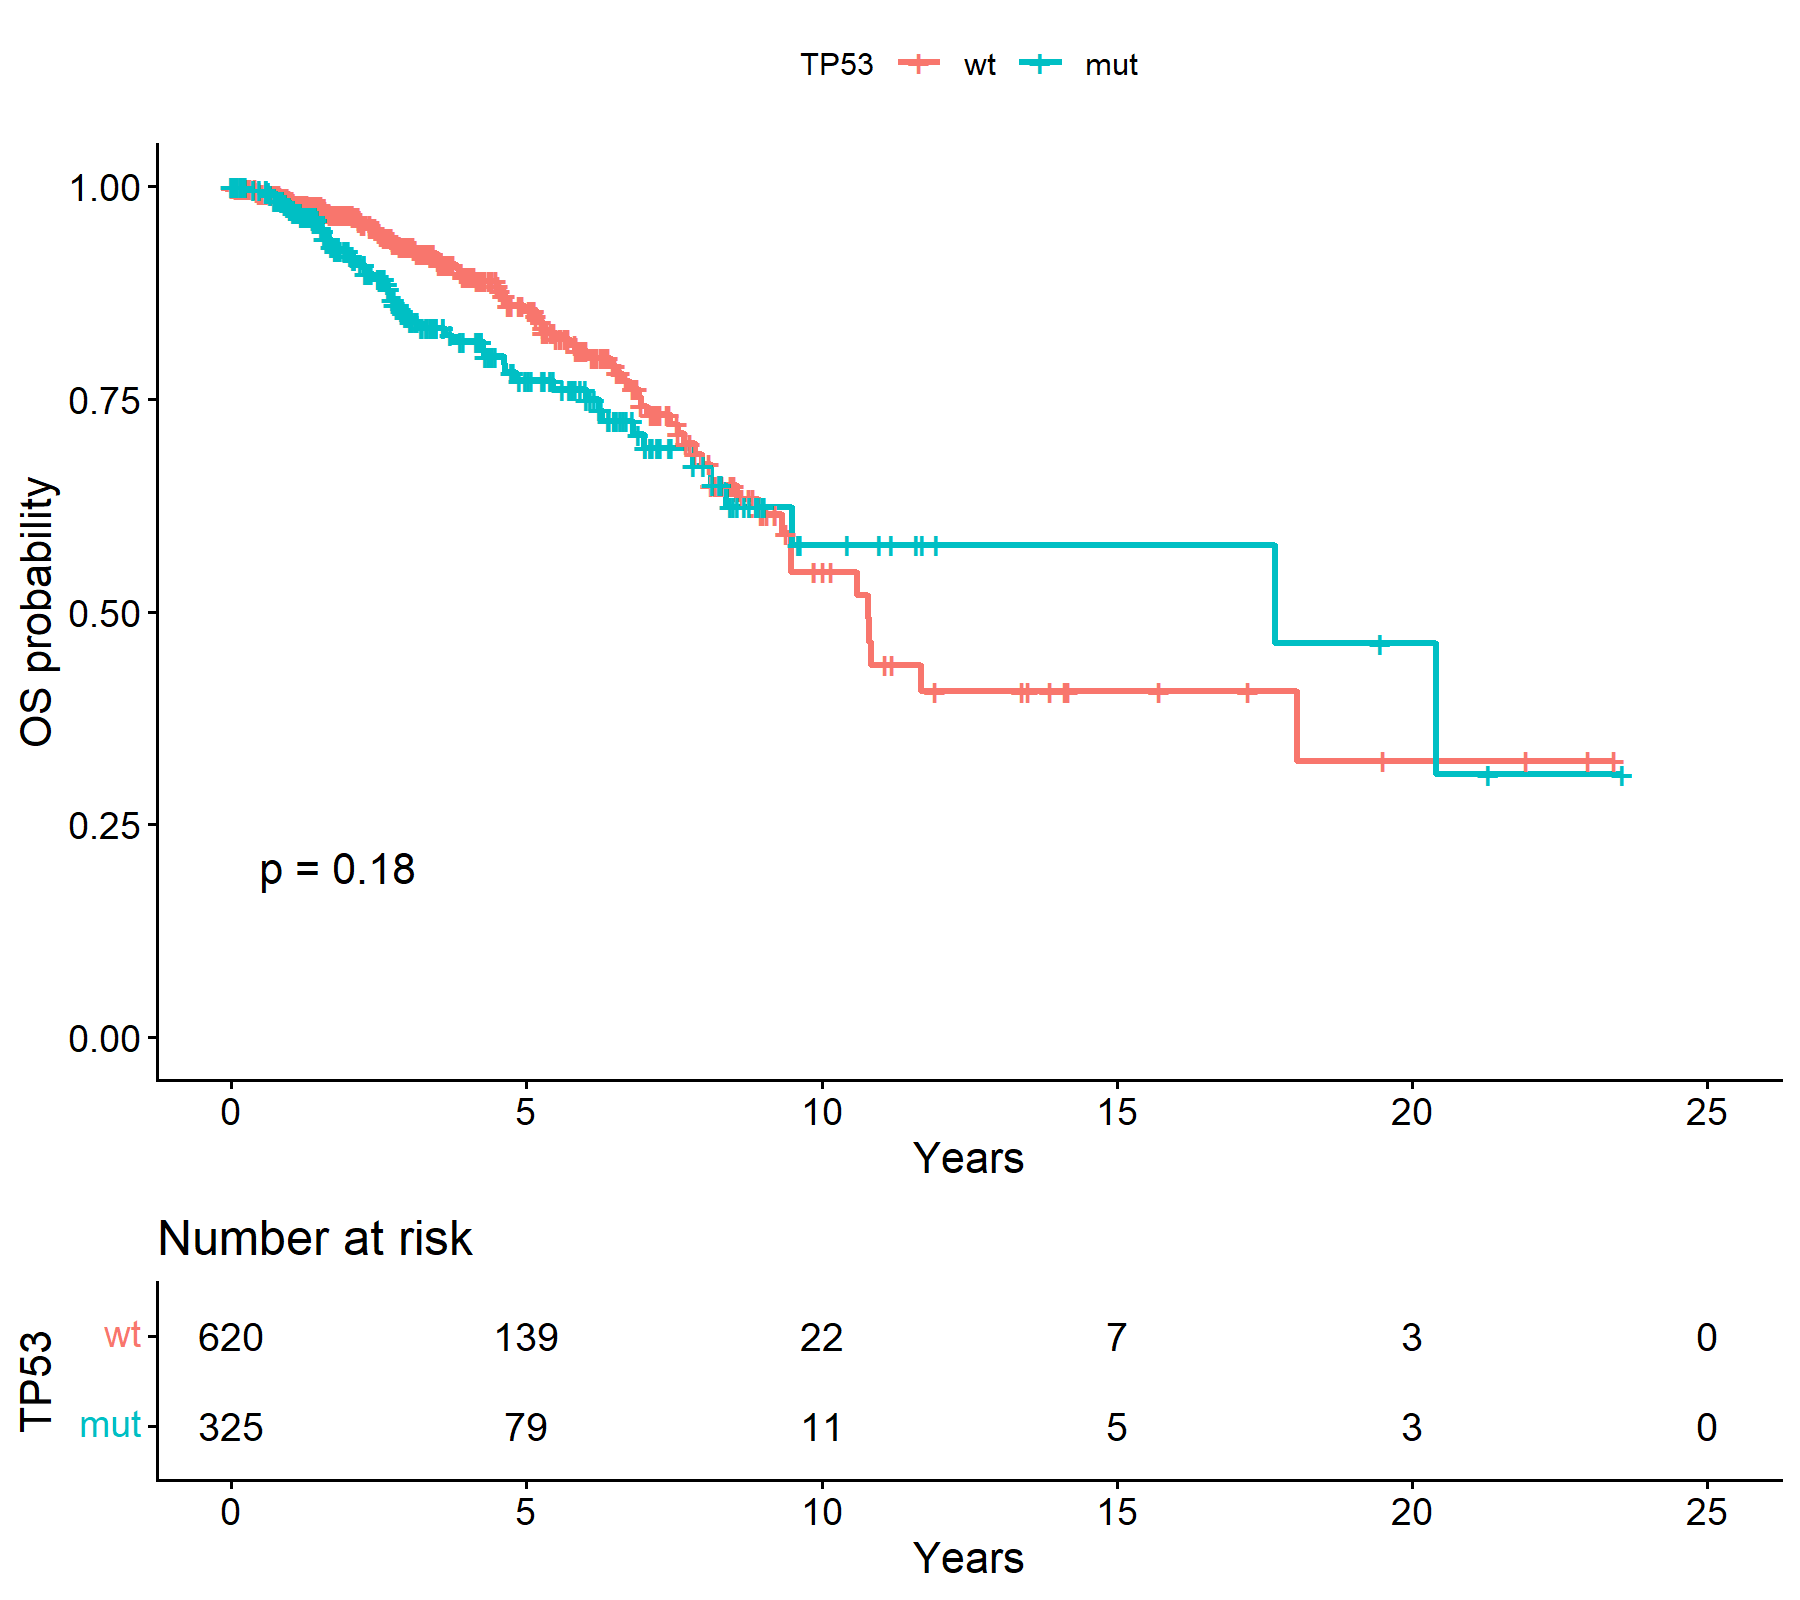 TP53 wt mut
1.00
0.75
0.50
0.25
0.00
OS probability
p = 0.18
0 5 10 15 20 25
Years
Number at risk
TP53
wt 620 139 22 7 3 0
mut 325 79 11 5 3 0
0 5 10 15 20 25
Years